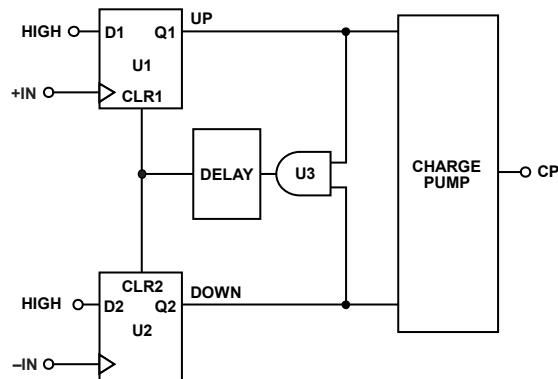 HIGH
D1
Q1
UP
U1
+IN
CLR1
DELAY
U3
CHARGE
PUMP
CP
CLR2
HIGH
D2
Q2
DOWN
U2
–IN